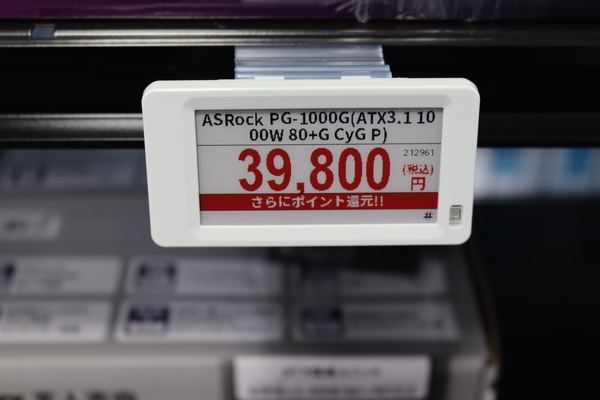 ASRock PG-1000G(ATX3.1 10
00W 80+G CyG P)
212961
39,800
(税込)
円
さらにポイント還元!!
#